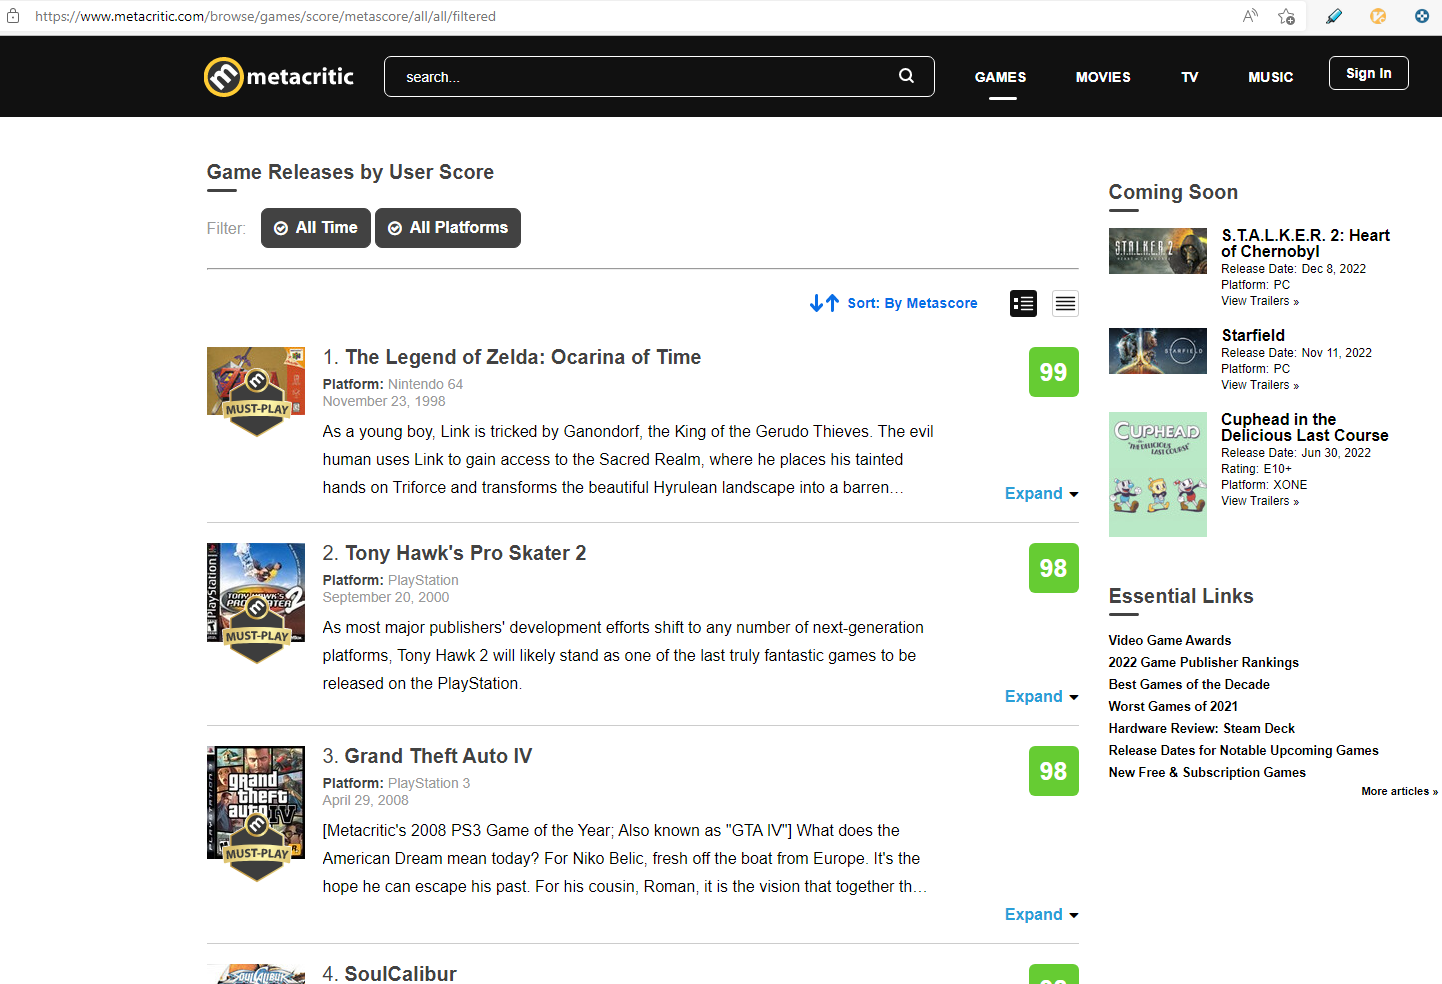 https://www.metacritic.com/browse/games/score/metascore/all/all/filtered
metacritic
search...
GAMES
MOVIES
TV
MUSIC
Sign In
Game Releases by User Score
Filter:
All Time
All Platforms
Sort: By Metascore
MUST-PLAY
1. The Legend of Zelda: Ocarina of Time
Platform: Nintendo 64
November 23, 1998
99
As a young boy, Link is tricked by Ganondorf, the King of the Gerudo Thieves. The evil
human uses Link to gain access to the Sacred Realm, where he places his tainted
hands on Triforce and transforms the beautiful Hyrulean landscape into a barren…
Expand
PlayStation
MUST-PLAY
2. Tony Hawk's Pro Skater 2
Platform: PlayStation
September 20, 2000
98
As most major publishers' development efforts shift to any number of next-generation
platforms, Tony Hawk 2 will likely stand as one of the last truly fantastic games to be
released on the PlayStation.
Expand
grand
theft
auto IV
MUST-PLAY
3. Grand Theft Auto IV
Platform: PlayStation 3
April 29, 2008
98
[Metacritic's 2008 PS3 Game of the Year; Also known as "GTA IV"] What does the
American Dream mean today? For Niko Belic, fresh off the boat from Europe. It's the
hope he can escape his past. For his cousin, Roman, it is the vision that together th…
Expand
SOULCALIBUR
4. SoulCalibur
Coming Soon
S.T.A.L.K.E.R. 2
S.T.A.L.K.E.R. 2: Heart
of Chernobyl
Release Date: Dec 8, 2022
Platform: PC
View Trailers »
STARFIELD
Starfield
Release Date: Nov 11, 2022
Platform: PC
View Trailers »
CUPHEAD
Cuphead in the
Delicious Last Course
Release Date: Jun 30, 2022
Rating: E10+
Platform: XONE
View Trailers »
Essential Links
Video Game Awards
2022 Game Publisher Rankings
Best Games of the Decade
Worst Games of 2021
Hardware Review: Steam Deck
Release Dates for Notable Upcoming Games
New Free & Subscription Games
More articles »